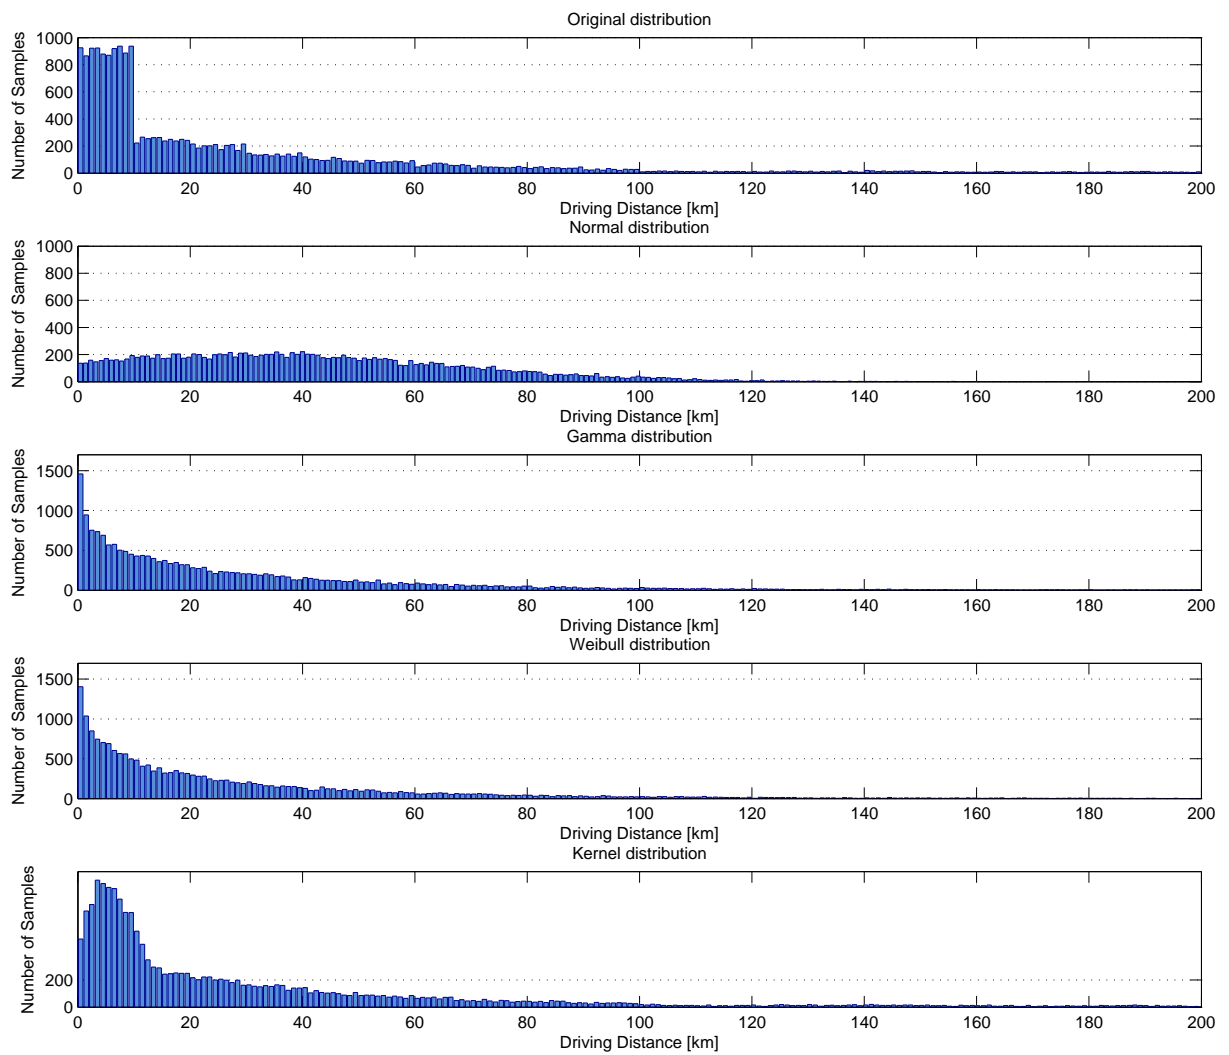 Original distribution
Number of Samples
1000
800
600
400
200
0
0 20 40 60 80 100 120 140 160 180 200
Driving Distance [km]
Normal distribution
Number of Samples
1000
800
600
400
200
0
0 20 40 60 80 100 120 140 160 180 200
Driving Distance [km]
Gamma distribution
Number of Samples
1500
1000
500
0
0 20 40 60 80 100 120 140 160 180 200
Driving Distance [km]
Weibull distribution
Number of Samples
1500
1000
500
0
0 20 40 60 80 100 120 140 160 180 200
Driving Distance [km]
Kernel distribution
Number of Samples
200
0
0 20 40 60 80 100 120 140 160 180 200
Driving Distance [km]